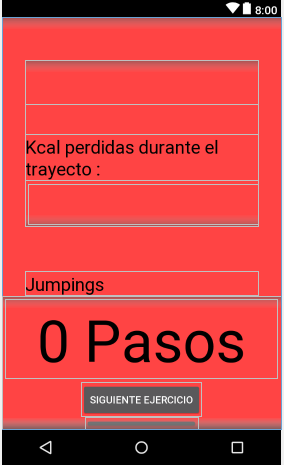 8:00
Kcal perdidas durante el
trayecto :
Jumpings
0 Pasos
SIGUIENTE EJERCICIO